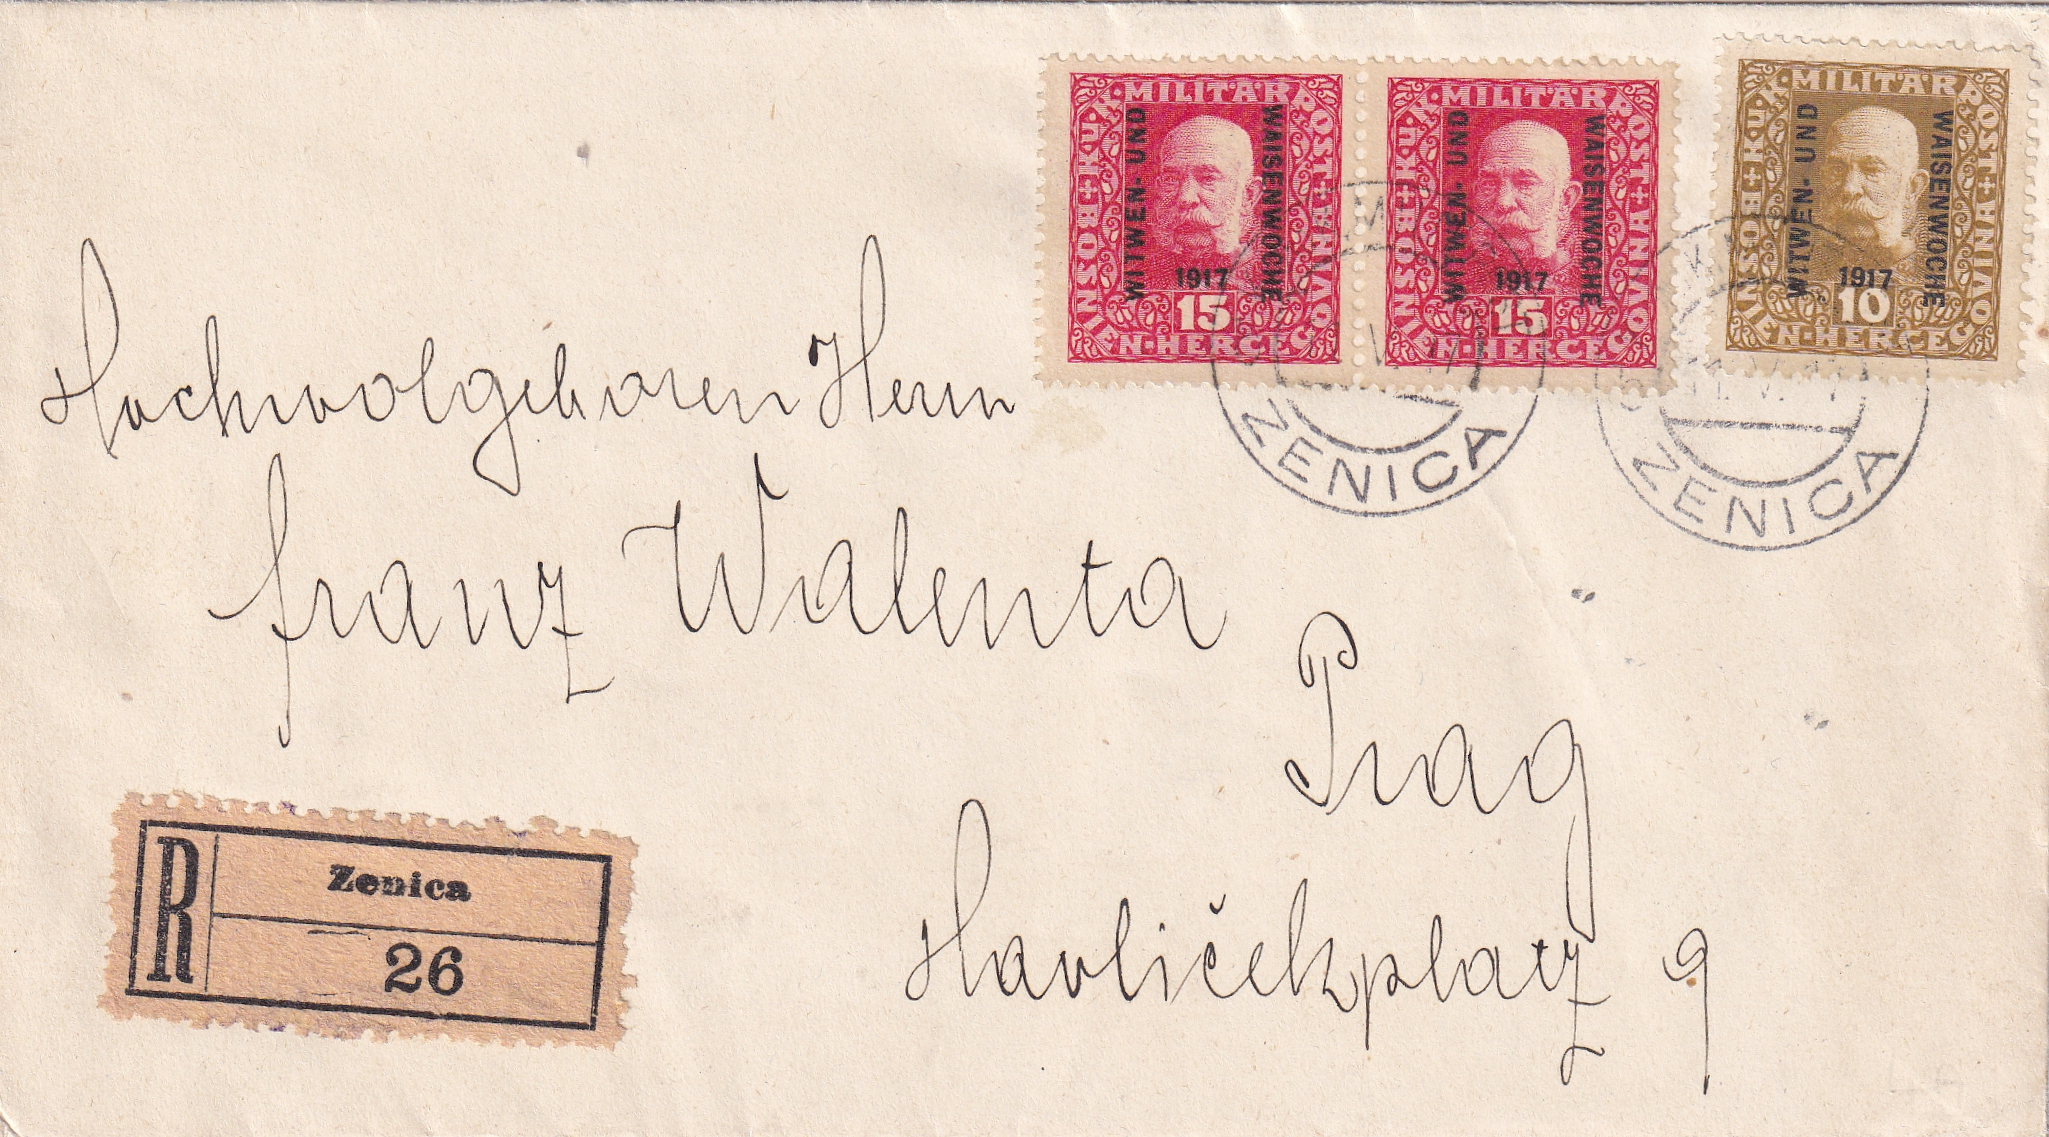 K.U.K. MILITÄRPOST BOSNIEN-HERCEGOVINA
WITWEN- UND WAISENWOCHE
1917
15
K.U.K. MILITÄRPOST BOSNIEN-HERCEGOVINA
WITWEN- UND WAISENWOCHE
1917
15
K.U.K. MILITÄRPOST BOSNIEN-HERCEGOVINA
WITWEN- UND WAISENWOCHE
1917
10
ZENICA
ZENICA
Hochwolgeboren Herrn
Franz Walenta
Prag
Havličekplatz 9
R
Zenica
26